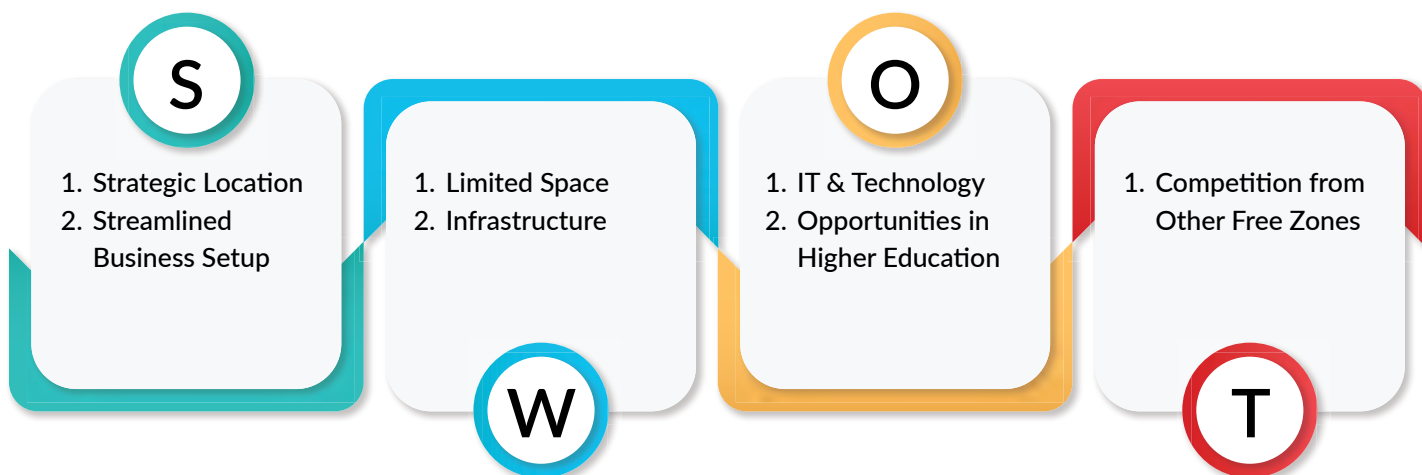 S
1. Strategic Location
2. Streamlined
Business Setup
1. Limited Space
2. Infrastructure
W
O
1. IT & Technology
2. Opportunities in
Higher Education
1. Competition from
Other Free Zones
T